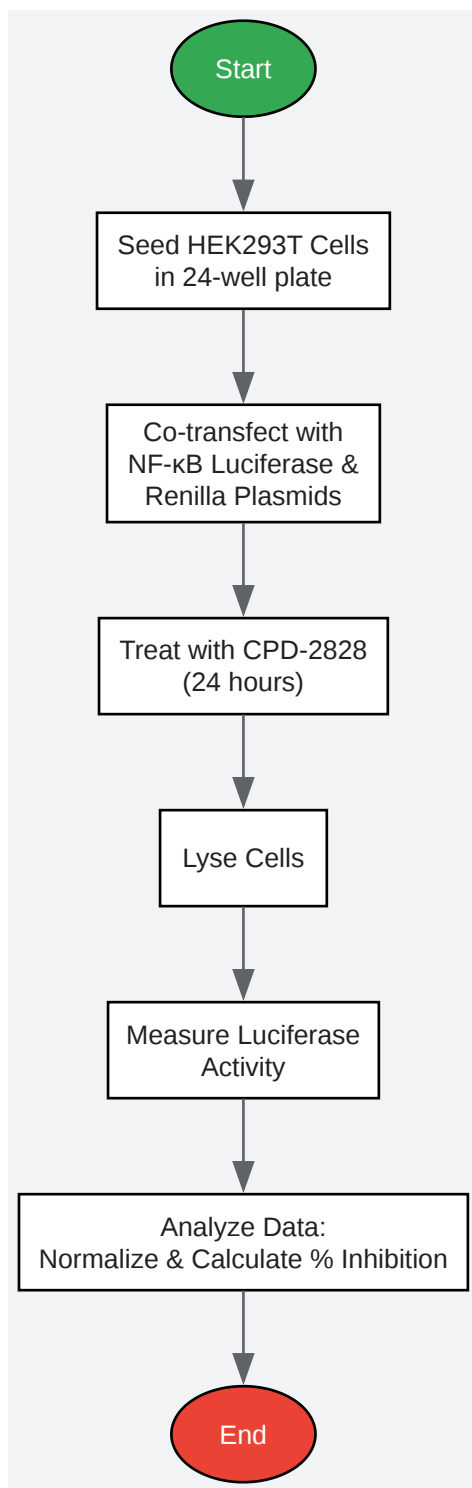 Start
Seed HEK293T Cells
in 24-well plate
Co-transfect with
NF-κB Luciferase &
Renilla Plasmids
Treat with CPD-2828
(24 hours)
Lyse Cells
Measure Luciferase
Activity
Analyze Data:
Normalize & Calculate % Inhibition
End